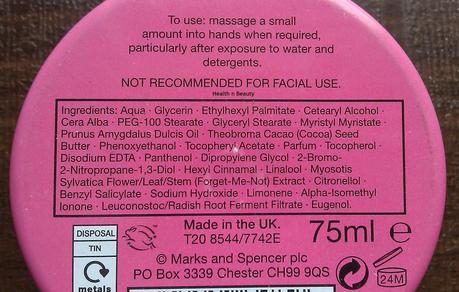 To use: massage a small
amount into hands when required,
particularly after exposure to water and
detergents.
NOT RECOMMENDED FOR FACIAL USE.
Health n Beauty
Ingredients: Aqua · Glycerin · Ethylhexyl Palmitate · Cetearyl Alcohol ·
Cera Alba · PEG-100 Stearate · Glyceryl Stearate · Myristyl Myristate ·
Prunus Amygdalus Dulcis Oil · Theobroma Cacao (Cocoa) Seed
Butter · Phenoxyethanol · Tocopheryl Acetate · Parfum · Tocopherol ·
Disodium EDTA · Panthenol · Dipropylene Glycol · 2-Bromo-
2-Nitropropane-1,3-Diol · Hexyl Cinnamal · Linalool · Myosotis
Sylvatica Flower/Leaf/Stem (Forget-Me-Not) Extract · Citronellol ·
Benzyl Salicylate · Sodium Hydroxide · Limonene · Alpha-Isomethyl
Ionone · Leuconostoc/Radish Root Ferment Filtrate · Eugenol.
DISPOSAL
TIN
metals
Made in the UK.
T20 8544/7742E
75ml ℮
© Marks and Spencer plc
PO Box 3339 Chester CH99 9QS
24M